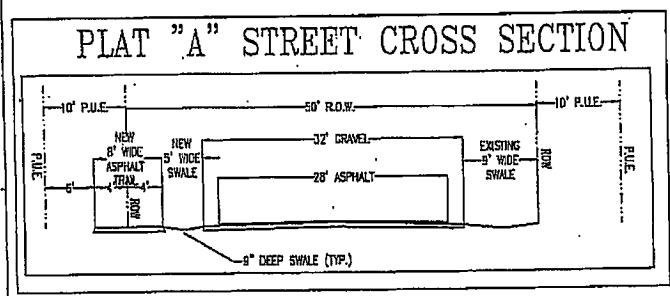 PLAT "A" STREET CROSS SECTION
10' P.U.E.
50' R.O.W.
10' P.U.E.
NEW
8' WIDE
ASPHALT
TRAIL
NEW
5' WIDE
SWALE
32' GRAVEL
28' ASPHALT
EXISTING
9' WIDE
SWALE
P.U.E.
6'
4'
4'
ROW
ROW
P.U.E.
9" DEEP SWALE (TYP.)